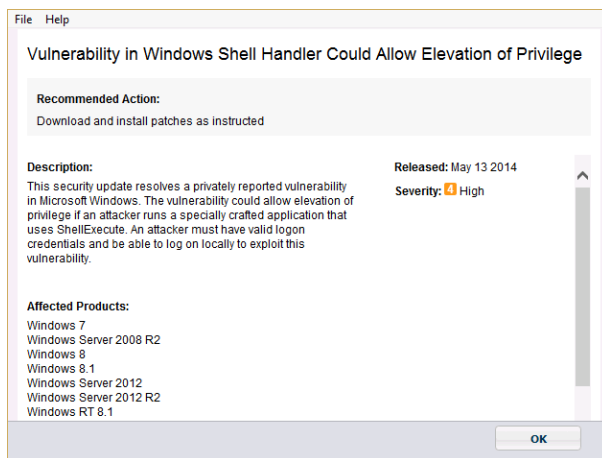 File Help
Vulnerability in Windows Shell Handler Could Allow Elevation of Privilege
Recommended Action:
Download and install patches as instructed
Description:
This security update resolves a privately reported vulnerability
in Microsoft Windows. The vulnerability could allow elevation of
privilege if an attacker runs a specially crafted application that
uses ShellExecute. An attacker must have valid logon
credentials and be able to log on locally to exploit this
vulnerability.
Released: May 13 2014
Severity: 4 High
Affected Products:
Windows 7
Windows Server 2008 R2
Windows 8
Windows 8.1
Windows Server 2012
Windows Server 2012 R2
Windows RT 8.1
OK